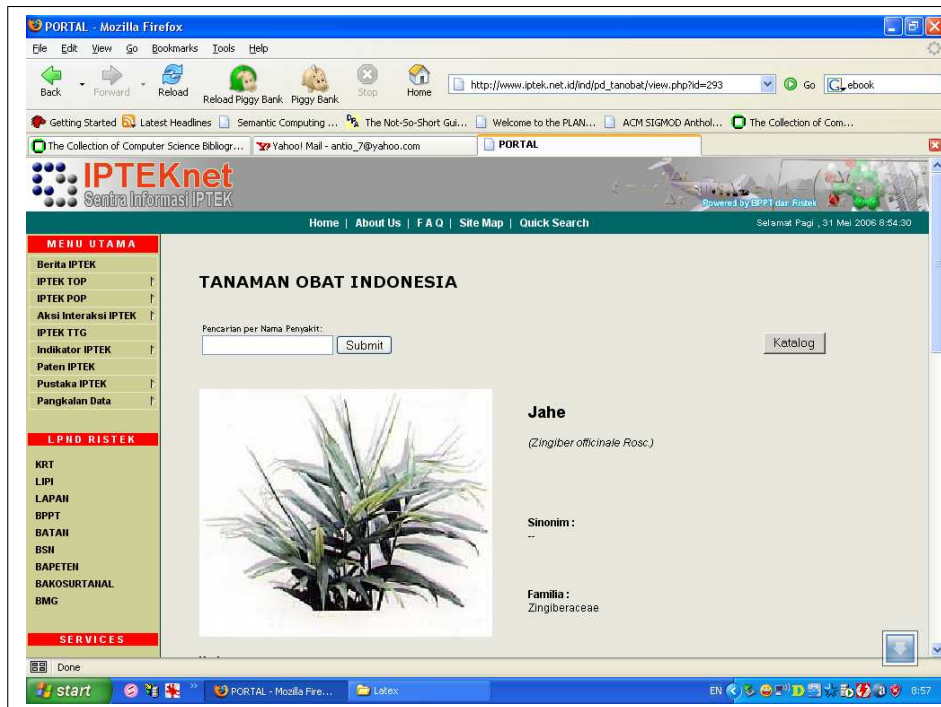 PORTAL - Mozilla Firefox
File Edit View Go Bookmarks Tools Help
Back Forward Reload Reload Piggy Bank Piggy Bank Stop Home http://www.iptek.net.id/ind/pd_tanobat/view.php?id=293 Go ebook
Getting Started Latest Headlines Semantic Computing ... The Not-So-Short Gui... Welcome to the PLAN... ACM SIGMOD Anthol... The Collection of Com...
The Collection of Computer Science Bibliogr... Yahoo! Mail - antio_7@yahoo.com PORTAL
IPTEKnet
Sentra Informasi IPTEK
Powered by BPPT dan Ristek
Home | About Us | F A Q | Site Map | Quick Search Selamat Pagi , 31 Mei 2006 8:54:30
MENU UTAMA
Berita IPTEK
IPTEK TOP
IPTEK POP
Aksi Interaksi IPTEK
IPTEK TTG
Indikator IPTEK
Paten IPTEK
Pustaka IPTEK
Pangkalan Data
LPND RISTEK
KRT
LIPI
LAPAN
BPPT
BATAN
BSN
BAPETEN
BAKOSURTANAL
BMG
SERVICES
TANAMAN OBAT INDONESIA
Pencarian per Nama Penyakit:
Submit Katalog
Jahe
(Zingiber officinale Rosc.)
Sinonim :
--
Familia :
Zingiberaceae
Done
start PORTAL - Mozilla Fire... Latex EN 8:57